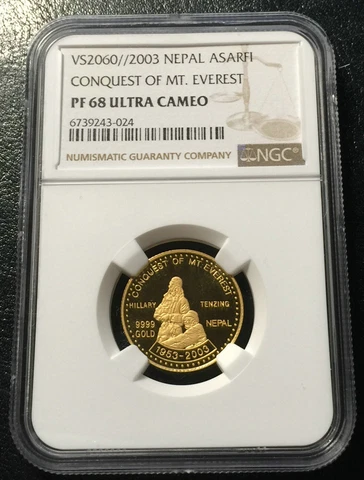 VS2060//2003 NEPAL ASARFI
CONQUEST OF MT. EVEREST
PF 68 ULTRA CAMEO
6739243-024
NUMISMATIC GUARANTY COMPANY
NGC®
CONQUEST OF MT EVEREST
HILLARY TENZING
9999 NEPAL
GOLD
1953-2003